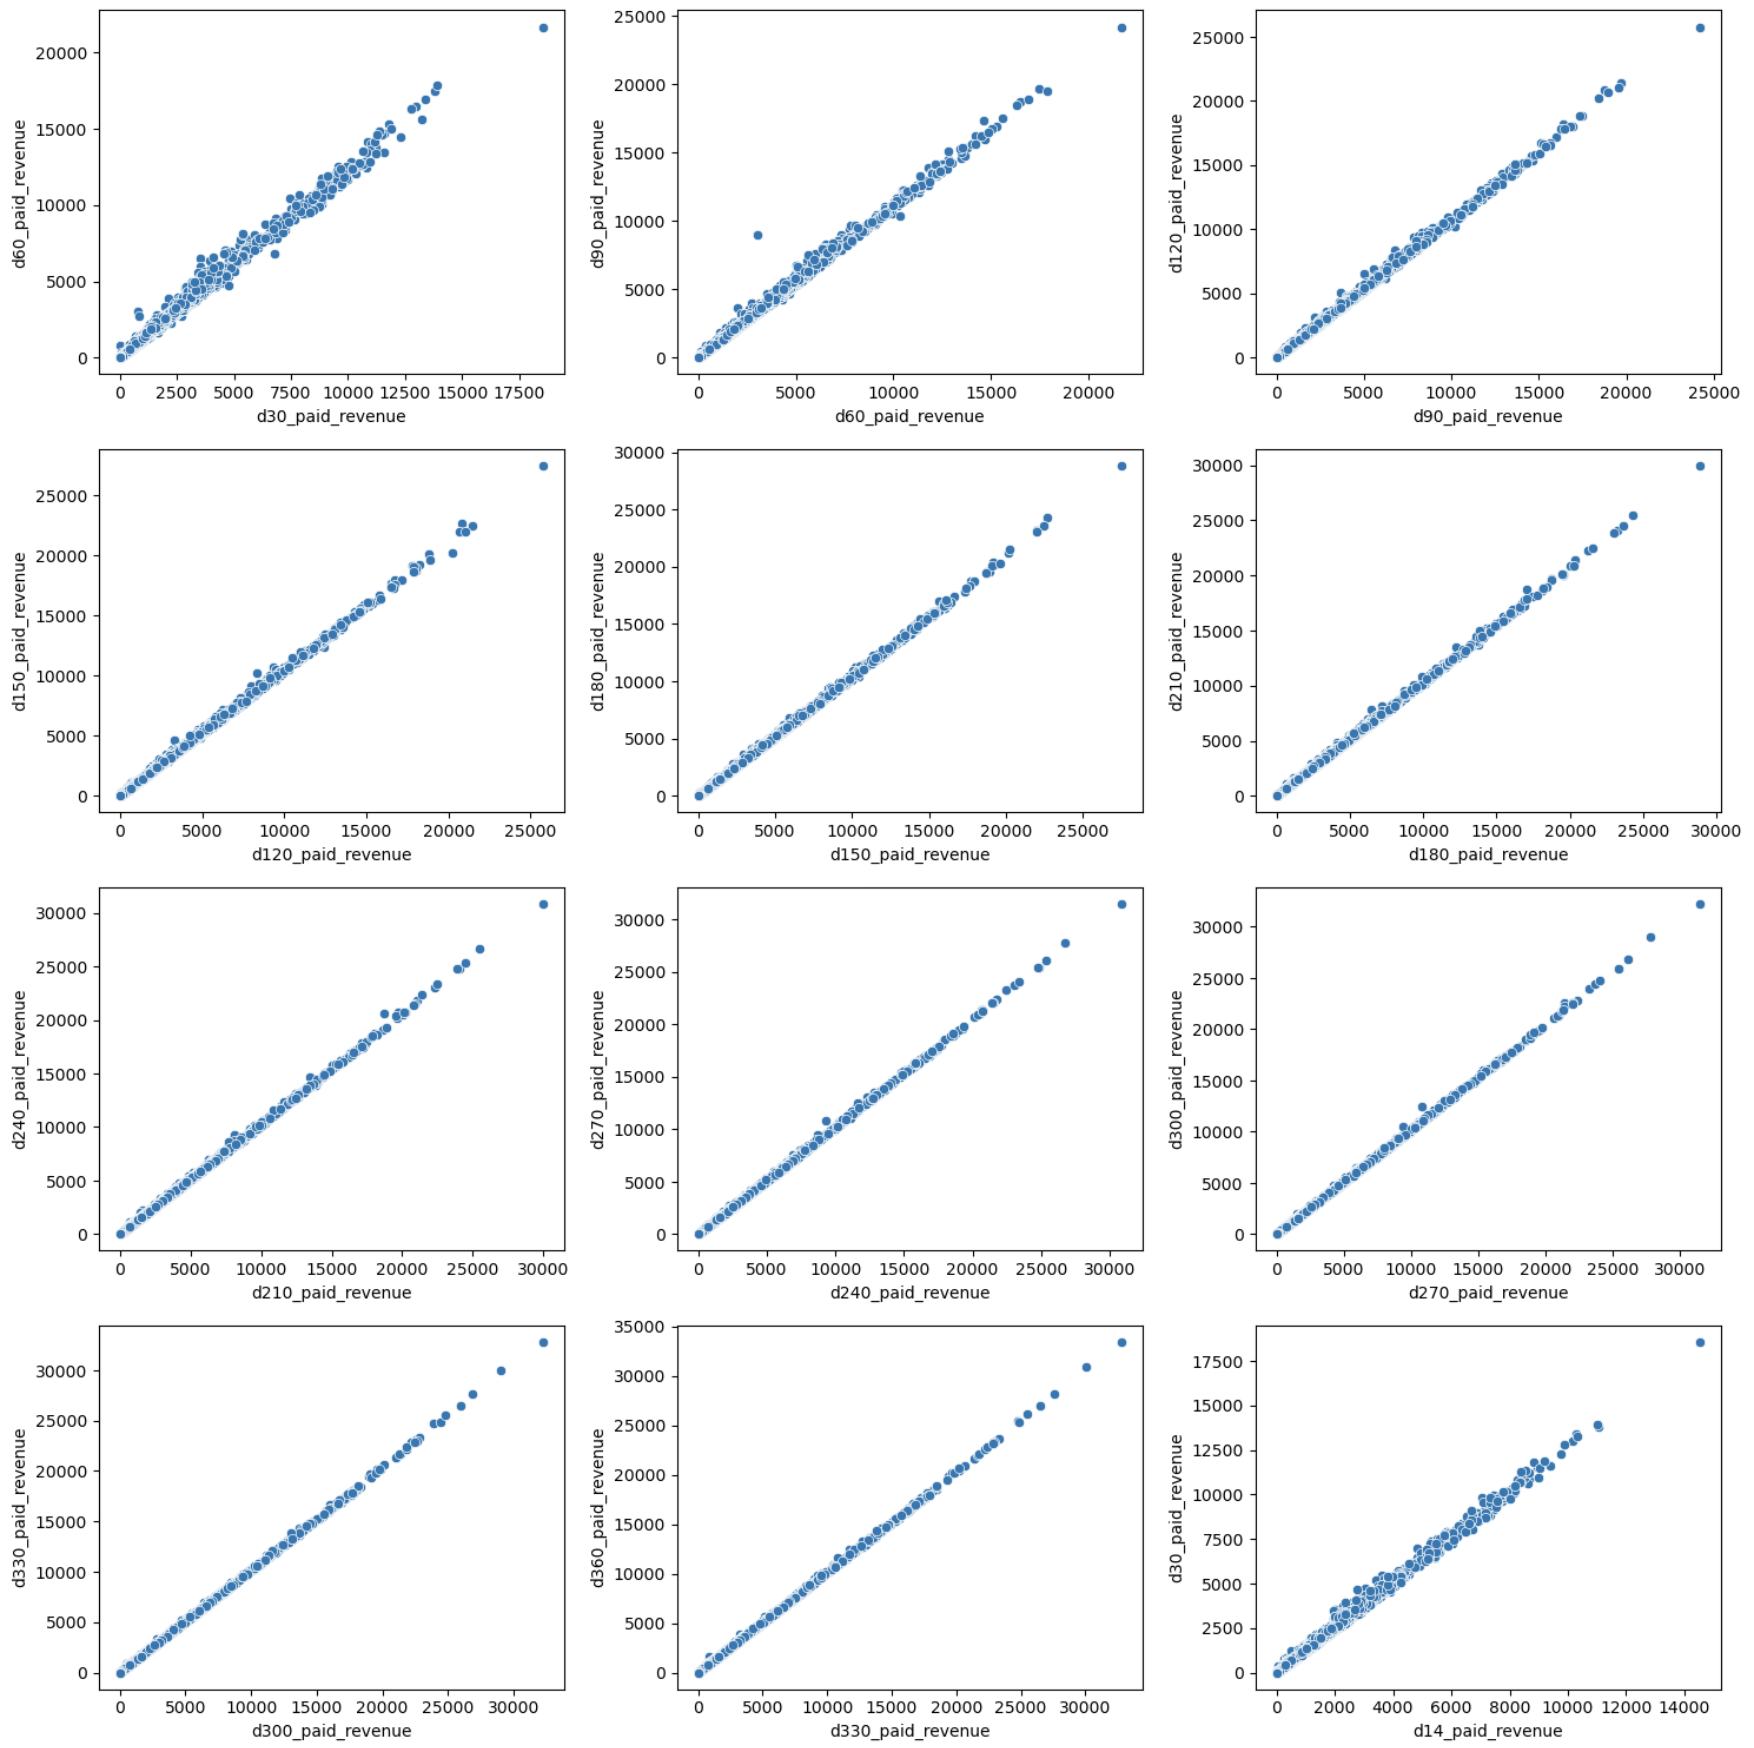 20000
15000
10000
5000
0
d60_paid_revenue
0 2500 5000 7500 10000 12500 15000 17500
d30_paid_revenue
25000
20000
15000
10000
5000
0
d90_paid_revenue
0 5000 10000 15000 20000
d60_paid_revenue
25000
20000
15000
10000
5000
0
d120_paid_revenue
0 5000 10000 15000 20000 25000
d90_paid_revenue
25000
20000
15000
10000
5000
0
d150_paid_revenue
0 5000 10000 15000 20000 25000
d120_paid_revenue
30000
25000
20000
15000
10000
5000
0
d180_paid_revenue
0 5000 10000 15000 20000 25000
d150_paid_revenue
30000
25000
20000
15000
10000
5000
0
d210_paid_revenue
0 5000 10000 15000 20000 25000 30000
d180_paid_revenue
30000
25000
20000
15000
10000
5000
0
d240_paid_revenue
0 5000 10000 15000 20000 25000 30000
d210_paid_revenue
30000
25000
20000
15000
10000
5000
0
d270_paid_revenue
0 5000 10000 15000 20000 25000 30000
d240_paid_revenue
30000
25000
20000
15000
10000
5000
0
d300_paid_revenue
0 5000 10000 15000 20000 25000 30000
d270_paid_revenue
30000
25000
20000
15000
10000
5000
0
d330_paid_revenue
0 5000 10000 15000 20000 25000 30000
d300_paid_revenue
35000
30000
25000
20000
15000
10000
5000
0
d360_paid_revenue
0 5000 10000 15000 20000 25000 30000
d330_paid_revenue
17500
15000
12500
10000
7500
5000
2500
0
d30_paid_revenue
0 2000 4000 6000 8000 10000 12000 14000
d14_paid_revenue